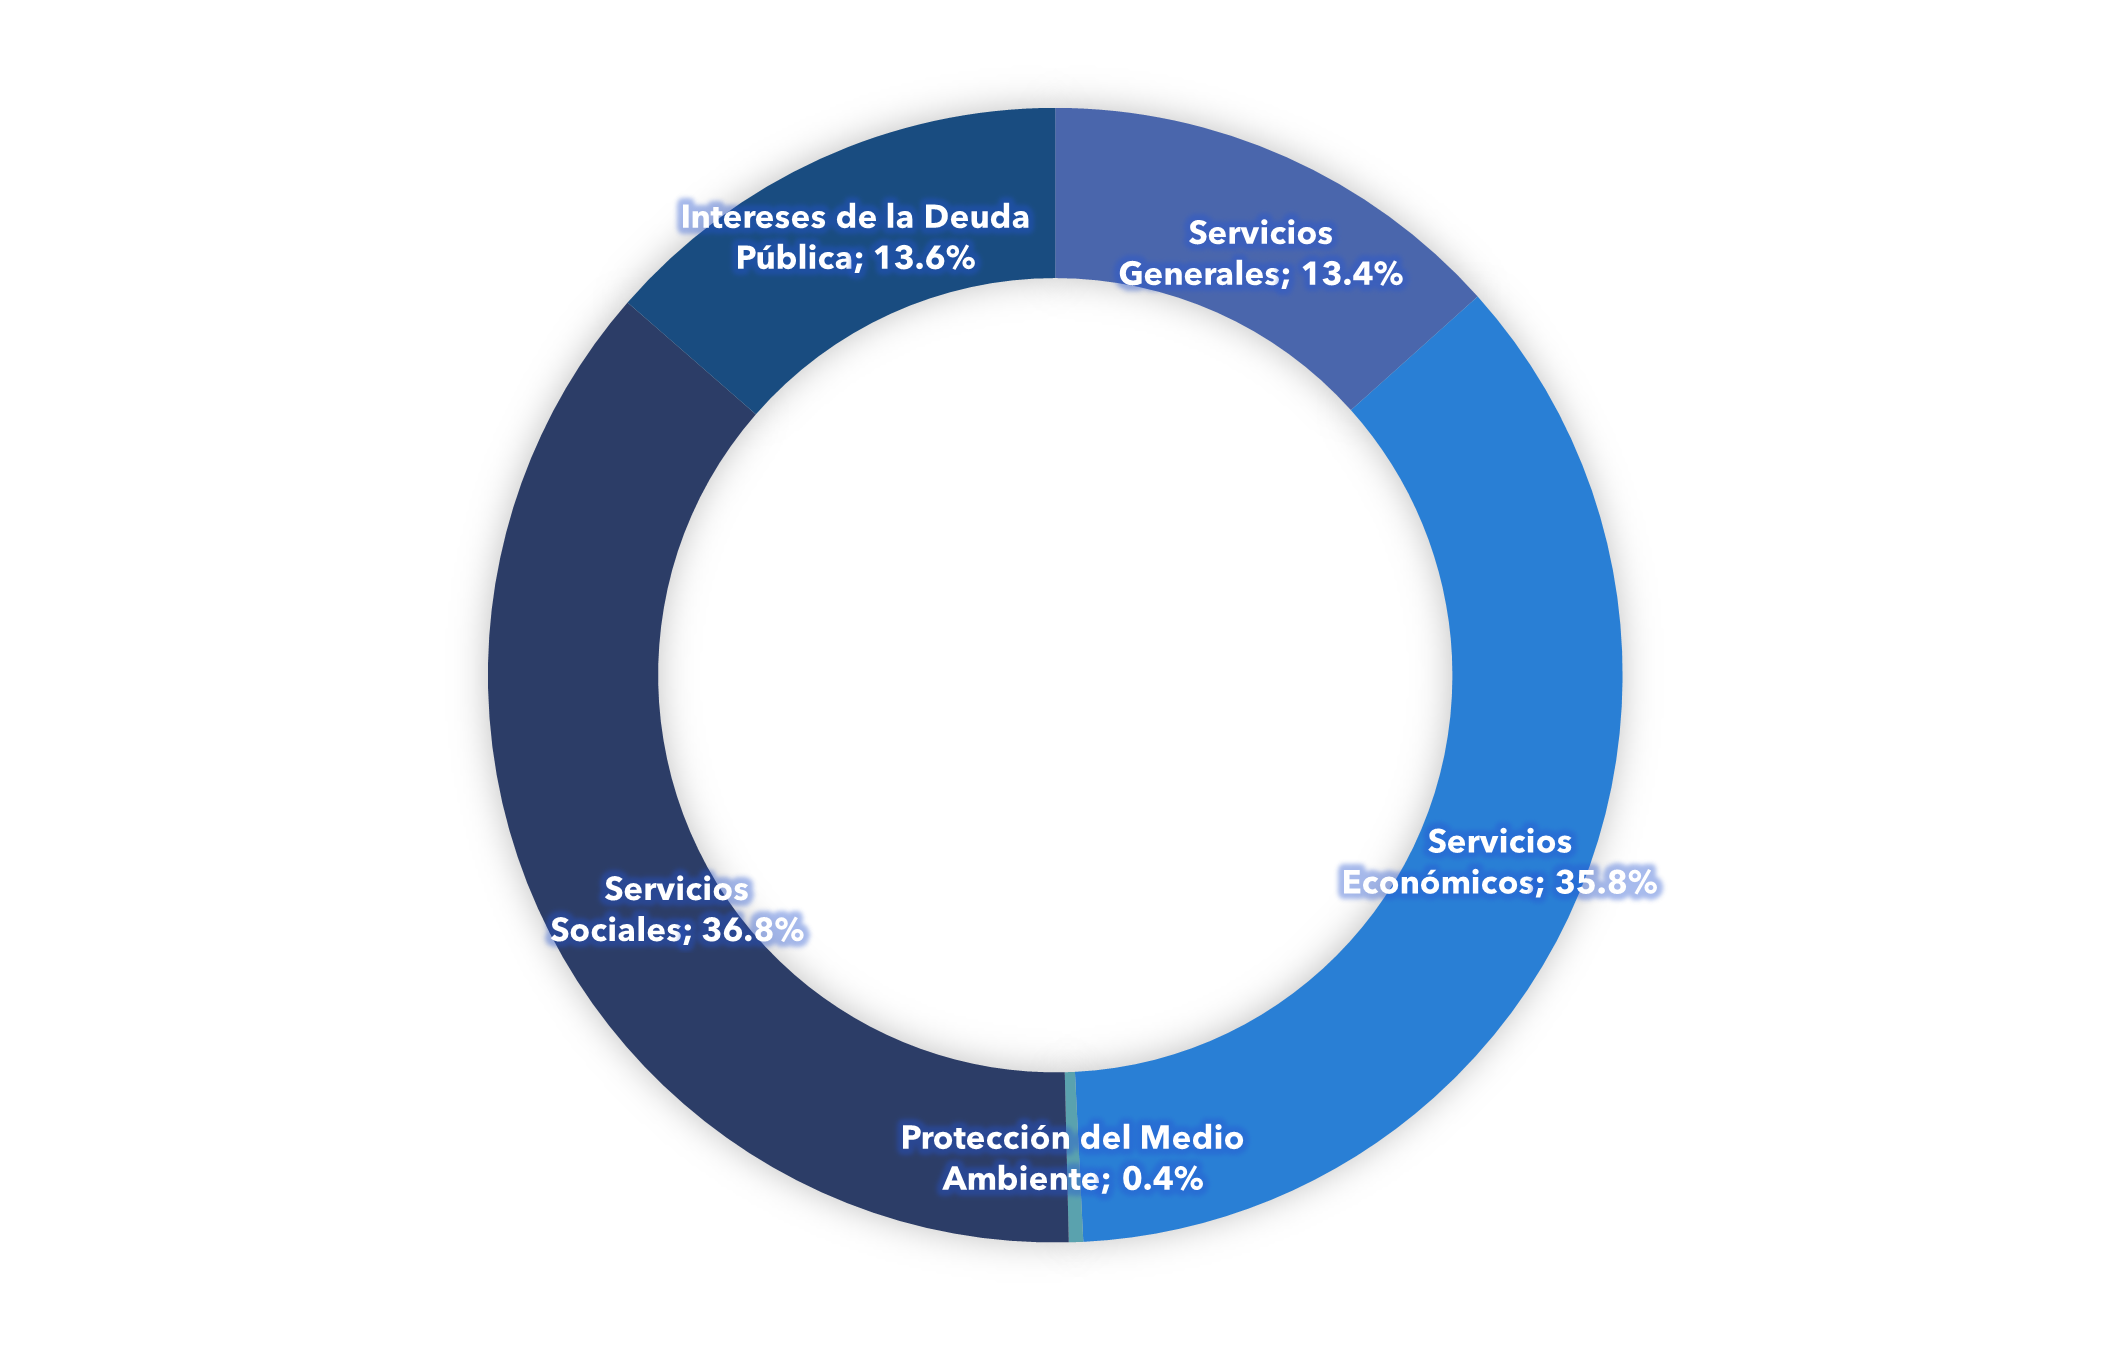 Intereses de la Deuda
Pública; 13.6%
Servicios
Generales; 13.4%
Servicios
Económicos; 35.8%
Servicios
Sociales; 36.8%
Protección del Medio
Ambiente; 0.4%